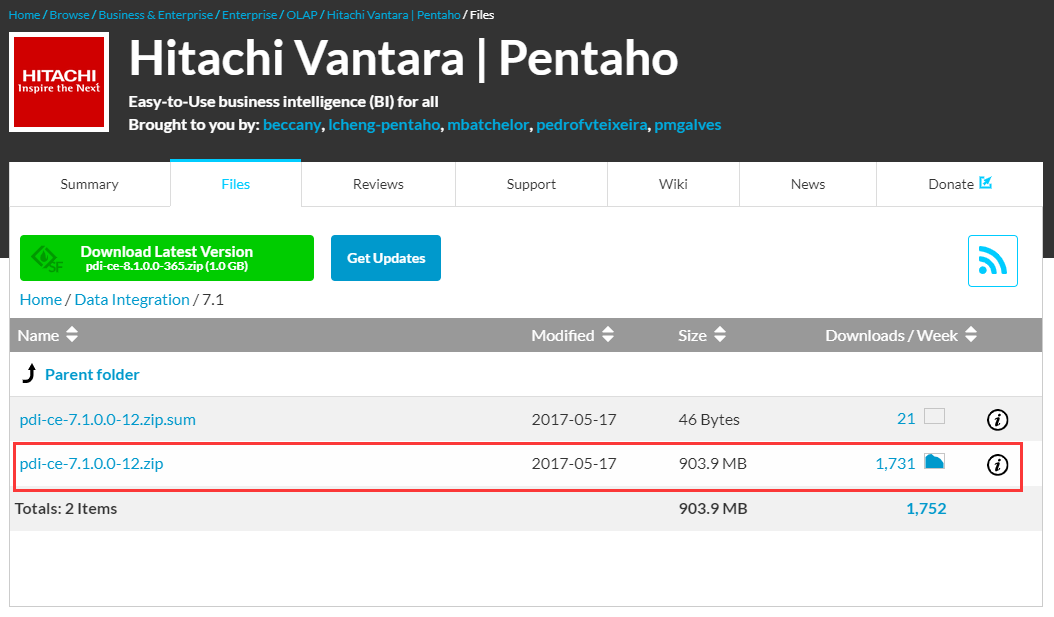 Home / Browse / Business & Enterprise / Enterprise / OLAP / Hitachi Vantara | Pentaho / Files
HITACHI
Inspire the Next
Hitachi Vantara | Pentaho
Easy-to-Use business intelligence (BI) for all
Brought to you by: beccany, lcheng-pentaho, mbatchelor, pedrofvteixeira, pmgalves
Summary Files Reviews Support Wiki News Donate
SF
Download Latest Version
pdi-ce-8.1.0.0-365.zip (1.0 GB)
Get Updates
Home / Data Integration / 7.1
Name Modified Size Downloads / Week
Parent folder
pdi-ce-7.1.0.0-12.zip.sum 2017-05-17 46 Bytes 21 i
pdi-ce-7.1.0.0-12.zip 2017-05-17 903.9 MB 1,731 i
Totals: 2 Items 903.9 MB 1,752